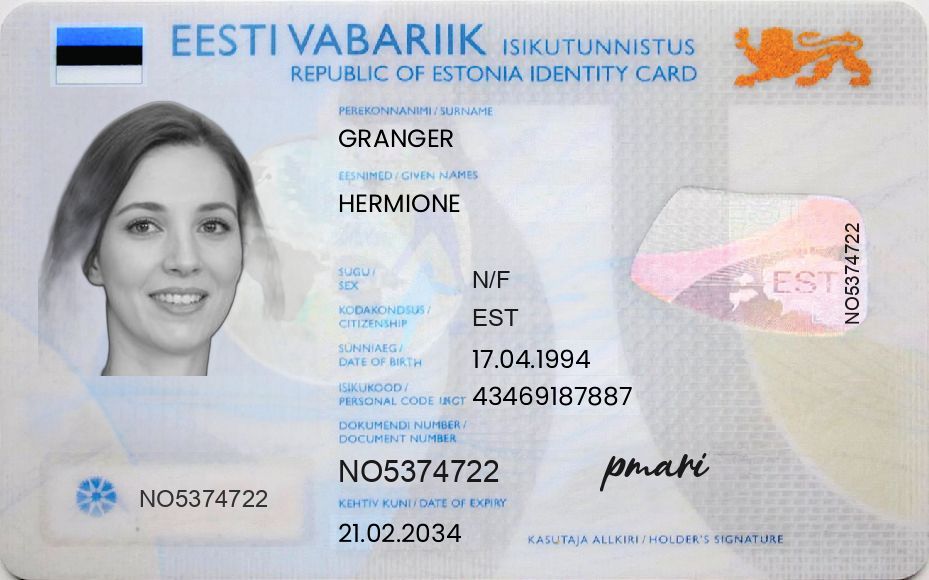 EESTI VABARIIK ISIKUTUNNISTUS
REPUBLIC OF ESTONIA IDENTITY CARD
PEREKONNANIMI / SURNAME
GRANGER
EESNIMED / GIVEN NAMES
HERMIONE
SUGU /
SEX
N/F
KODAKONDSUS /
CITIZENSHIP
EST
SÜNNIAEG /
DATE OF BIRTH
17.04.1994
ISIKUKOOD /
PERSONAL CODE
43469187887
DOKUMENDI NUMBER /
DOCUMENT NUMBER
NO5374722
KEHTIV KUNI / DATE OF EXPIRY
21.02.2034
NO5374722
EST
NO5374722
pmari
KASUTAJA ALLKIRI / HOLDER'S SIGNATURE